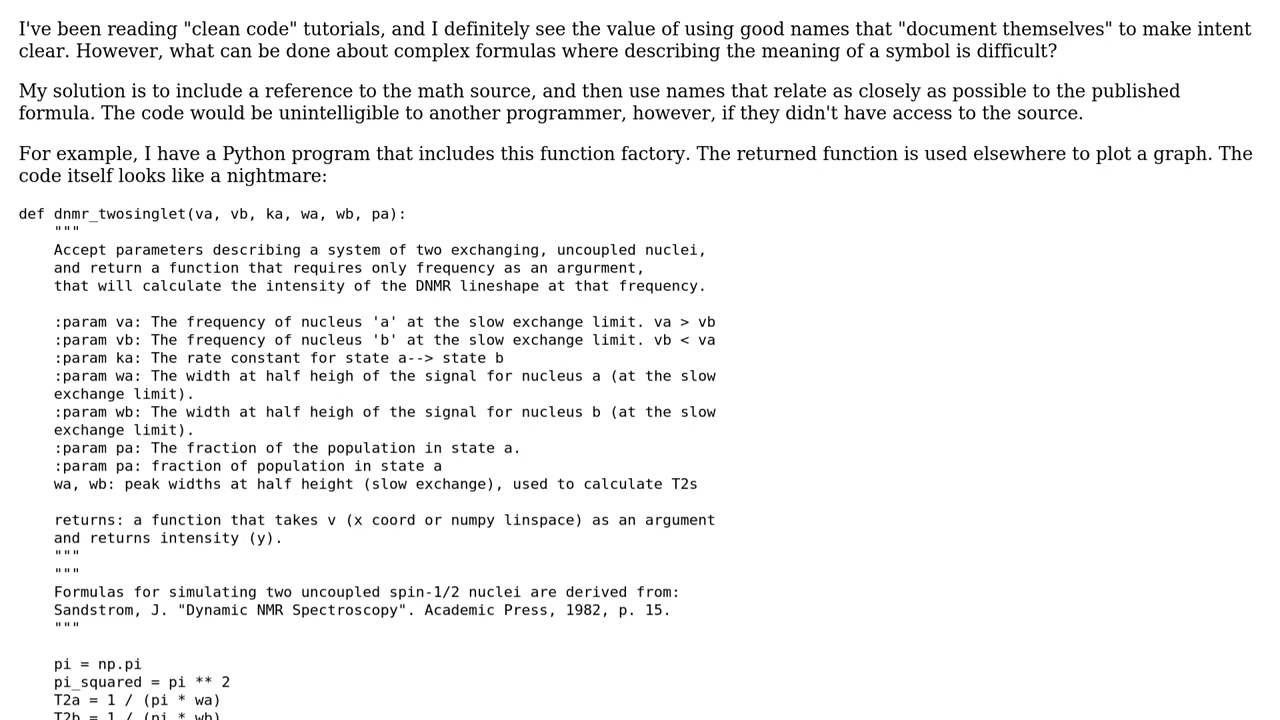 I've been reading "clean code" tutorials, and I definitely see the value of using good names that "document themselves" to make intent
clear. However, what can be done about complex formulas where describing the meaning of a symbol is difficult?
My solution is to include a reference to the math source, and then use names that relate as closely as possible to the published
formula. The code would be unintelligible to another programmer, however, if they didn't have access to the source.
For example, I have a Python program that includes this function factory. The returned function is used elsewhere to plot a graph. The
code itself looks like a nightmare:
def dnmr_twosinglet(va, vb, ka, wa, wb, pa):
    """
    Accept parameters describing a system of two exchanging, uncoupled nuclei,
    and return a function that requires only frequency as an argurment,
    that will calculate the intensity of the DNMR lineshape at that frequency.
    :param va: The frequency of nucleus 'a' at the slow exchange limit. va > vb
    :param vb: The frequency of nucleus 'b' at the slow exchange limit. vb < va
    :param ka: The rate constant for state a--> state b
    :param wa: The width at half heigh of the signal for nucleus a (at the slow
    exchange limit).
    :param wb: The width at half heigh of the signal for nucleus b (at the slow
    exchange limit).
    :param pa: The fraction of the population in state a.
    :param pa: fraction of population in state a
    wa, wb: peak widths at half height (slow exchange), used to calculate T2s
    returns: a function that takes v (x coord or numpy linspace) as an argument
    and returns intensity (y).
    """
    """
    Formulas for simulating two uncoupled spin-1/2 nuclei are derived from:
    Sandstrom, J. "Dynamic NMR Spectroscopy". Academic Press, 1982, p. 15.
    """
    pi = np.pi
    pi_squared = pi ** 2
    T2a = 1 / (pi * wa)
    T2b = 1 / (pi * wb)